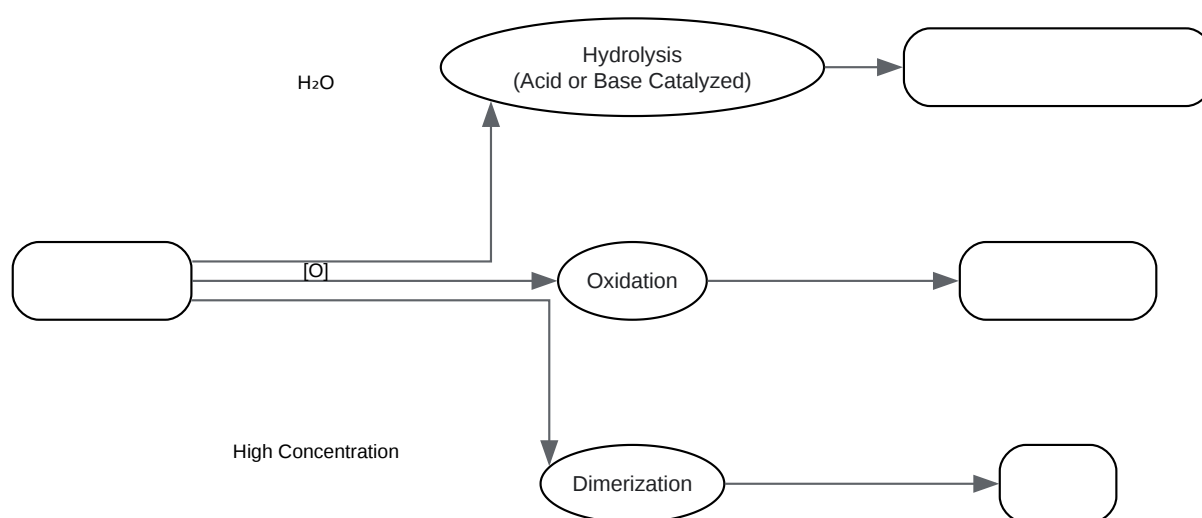 Hydrolysis
(Acid or Base Catalyzed)
H₂O
[O]
Oxidation
High Concentration
Dimerization